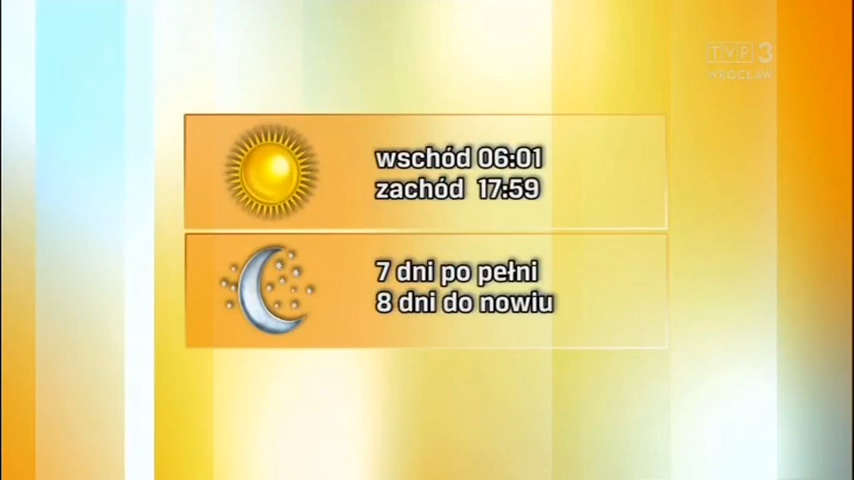 TVP3
WROCŁAW
wschód 06:01
zachód 17:59
7 dni po pełni
8 dni do nowiu